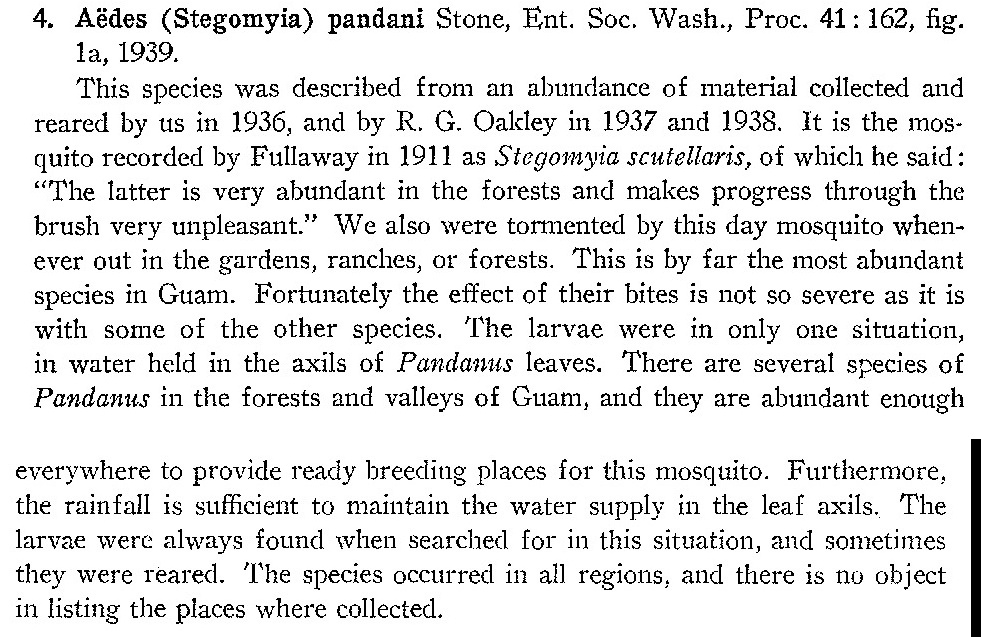 4. Aëdes (Stegomyia) pandani Stone, Ent. Soc. Wash., Proc. 41: 162, fig.
1a, 1939.
This species was described from an abundance of material collected and
reared by us in 1936, and by R. G. Oakley in 1937 and 1938. It is the mos-
quito recorded by Fullaway in 1911 as Stegomyia scutellaris, of which he said:
“The latter is very abundant in the forests and makes progress through the
brush very unpleasant.” We also were tormented by this day mosquito when-
ever out in the gardens, ranches, or forests. This is by far the most abundant
species in Guam. Fortunately the effect of their bites is not so severe as it is
with some of the other species. The larvae were in only one situation,
in water held in the axils of Pandanus leaves. There are several species of
Pandanus in the forests and valleys of Guam, and they are abundant enough
everywhere to provide ready breeding places for this mosquito. Furthermore,
the rainfall is sufficient to maintain the water supply in the leaf axils. The
larvae were always found when searched for in this situation, and sometimes
they were reared. The species occurred in all regions, and there is no object
in listing the places where collected.